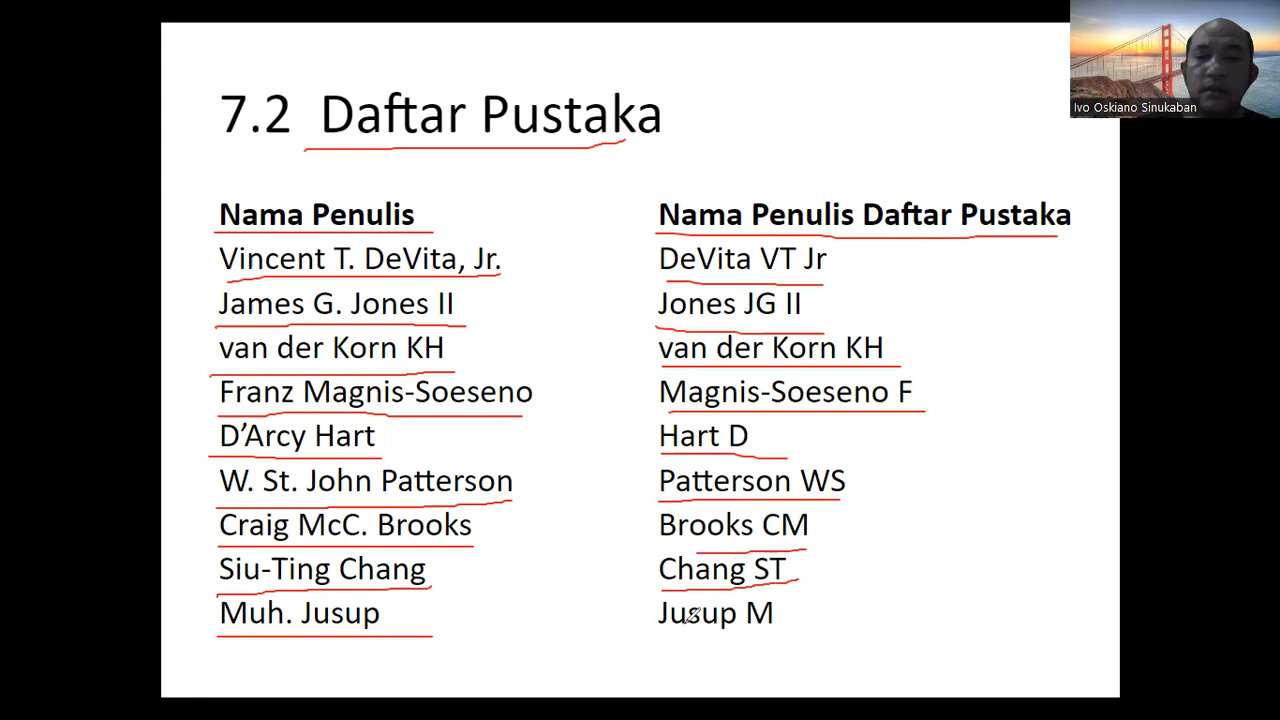 7.2 Daftar Pustaka
Ivo Oskiano Sinukaban
Nama Penulis
Vincent T. DeVita, Jr.
James G. Jones II
van der Korn KH
Franz Magnis-Soeseno
D’Arcy Hart
W. St. John Patterson
Craig McC. Brooks
Siu-Ting Chang
Muh. Jusup
Nama Penulis Daftar Pustaka
DeVita VT Jr
Jones JG II
van der Korn KH
Magnis-Soeseno F
Hart D
Patterson WS
Brooks CM
Chang ST
Jusup M